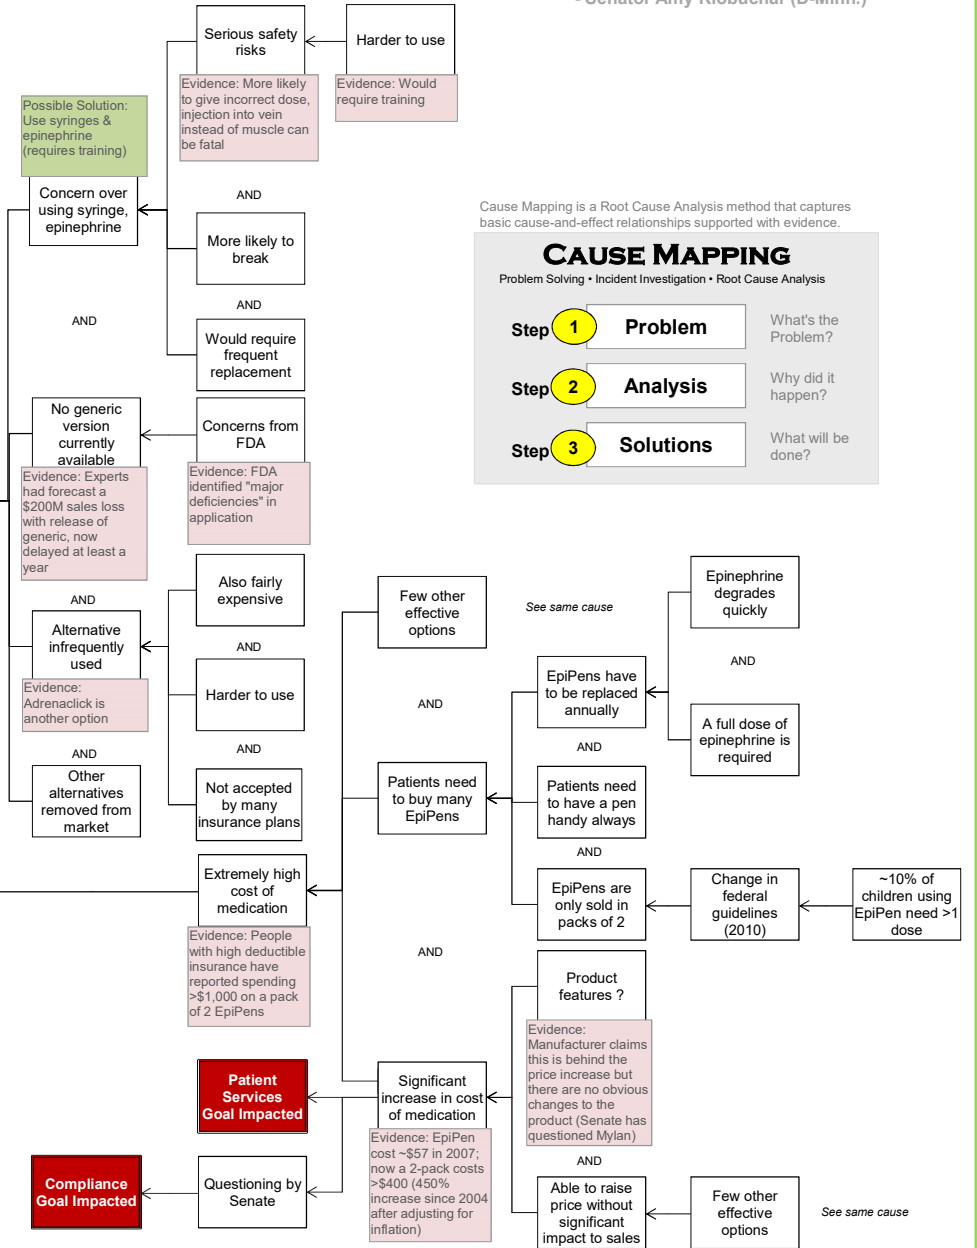 - Senator Amy Klobuchar (D-Minn.)
Serious safety
risks
Harder to use
Evidence: More likely
to give incorrect dose,
injection into vein
instead of muscle can
be fatal
Evidence: Would
require training
Possible Solution:
Use syringes &
epinephrine
(requires training)
Concern over
using syringe,
epinephrine
AND
More likely to
break
AND
AND
Would require
frequent
replacement
Cause Mapping is a Root Cause Analysis method that captures
basic cause-and-effect relationships supported with evidence.
CAUSE MAPPING
Problem Solving • Incident Investigation • Root Cause Analysis
Step 1 Problem
What's the
Problem?
Step 2 Analysis
Why did it
happen?
Step 3 Solutions
What will be
done?
No generic
version
currently
available
Concerns from
FDA
Evidence: Experts
had forecast a
$200M sales loss
with release of
generic, now
delayed at least a
year
Evidence: FDA
identified "major
deficiencies" in
application
AND
Also fairly
expensive
AND
Alternative
infrequently
used
Evidence:
Adrenaclick is
another option
Harder to use
AND
AND
Other
alternatives
removed from
market
Not accepted
by many
insurance plans
Few other
effective
options
See same cause
Epinephrine
degrades
quickly
AND
EpiPens have
to be replaced
annually
AND
A full dose of
epinephrine is
required
AND
Patients need
to buy many
EpiPens
Patients need
to have a pen
handy always
AND
Extremely high
cost of
medication
EpiPens are
only sold in
packs of 2
Change in
federal
guidelines
(2010)
~10% of
children using
EpiPen need >1
dose
Evidence: People
with high deductible
insurance have
reported spending
>$1,000 on a pack
of 2 EpiPens
AND
Product
features ?
Evidence:
Manufacturer claims
this is behind the
price increase but
there are no obvious
changes to the
product (Senate has
questioned Mylan)
Patient
Services
Goal Impacted
Significant
increase in cost
of medication
Evidence: EpiPen
cost ~$57 in 2007;
now a 2-pack costs
>$400 (450%
increase since 2004
after adjusting for
inflation)
AND
Compliance
Goal Impacted
Questioning by
Senate
Able to raise
price without
significant
impact to sales
Few other
effective
options
See same cause